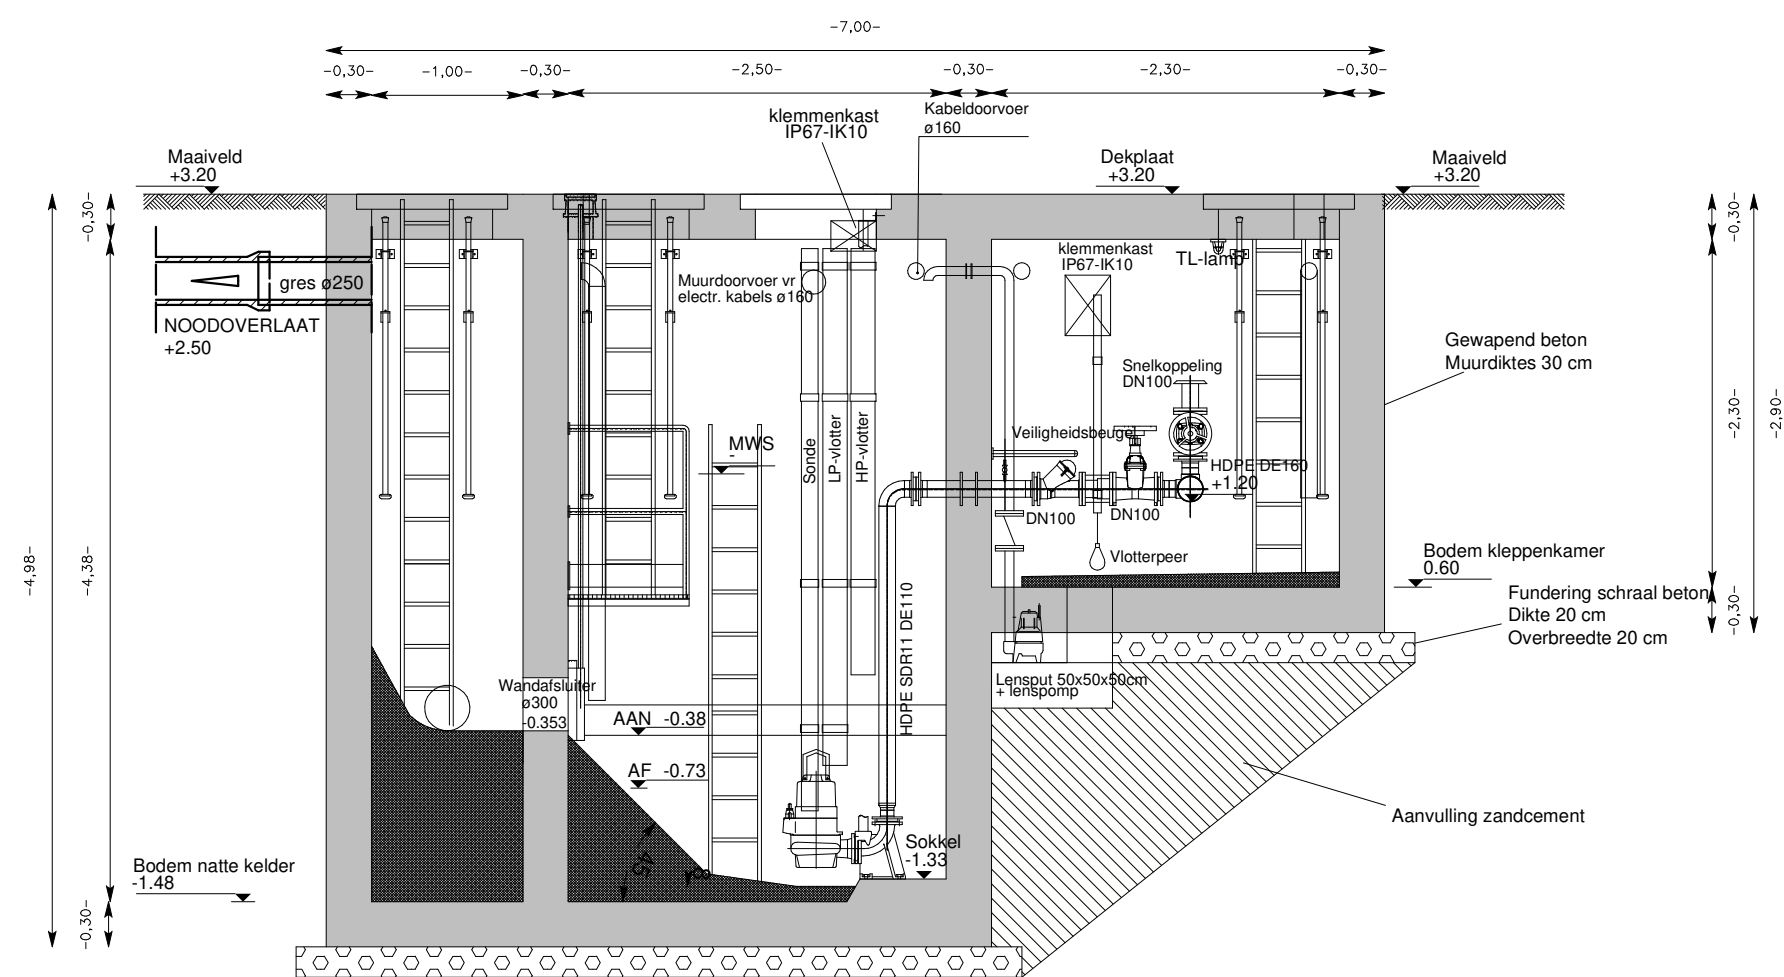 -7,00-
-0,30-
-1,00-
-0,30-
-2,50-
-0,30-
-2,30-
-0,30-
klemmenkast
IP67-IK10
Kabeldoorvoer
ø160
Maaiveld
+3.20
Dekplaat
+3.20
Maaiveld
+3.20
-0,30-
-4,98-
-4,38-
-0,30-
gres ø250
NOODOVERLAAT
+2.50
Muurdoorvoer vr
electr. kabels ø160
klemmenkast
IP67-IK10
TL-lamp
Snelkoppeling
DN100
Veiligheidsbeugel
HDPE DE160
+1.20
DN100
DN100
Vlotterpeer
MWS
-
Sonde
LP-vlotter
HP-vlotter
HDPE SDR11 DE110
Gewapend beton
Muurdiktes 30 cm
-0,30-
-2,30-
-2,90-
-0,30-
Bodem kleppenkamer
0.60
Fundering schraal beton
Dikte 20 cm
Overbreedte 20 cm
Lensput 50x50x50cm
+ lenspomp
Wandafsluiter
ø300
-0.353
AAN -0.38
AF -0.73
Sokkel
-1.33
45
8
Aanvulling zandcement
Bodem natte kelder
-1.48